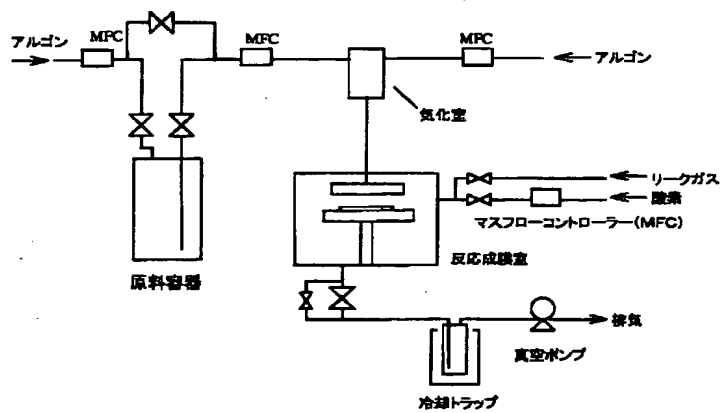 アルゴン
MFC
MFC
MFC
アルゴン
気化室
リークガス
酸素
マスフローコントローラー(MFC)
反応成膜室
原料容器
排気
真空ポンプ
冷却トラップ